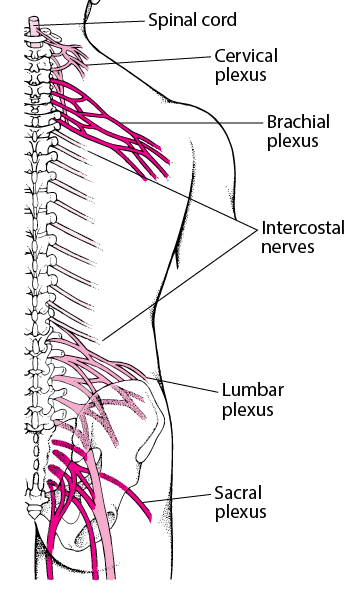 Spinal cord
Cervical
plexus
Brachial
plexus
Intercostal
nerves
Lumbar
plexus
Sacral
plexus